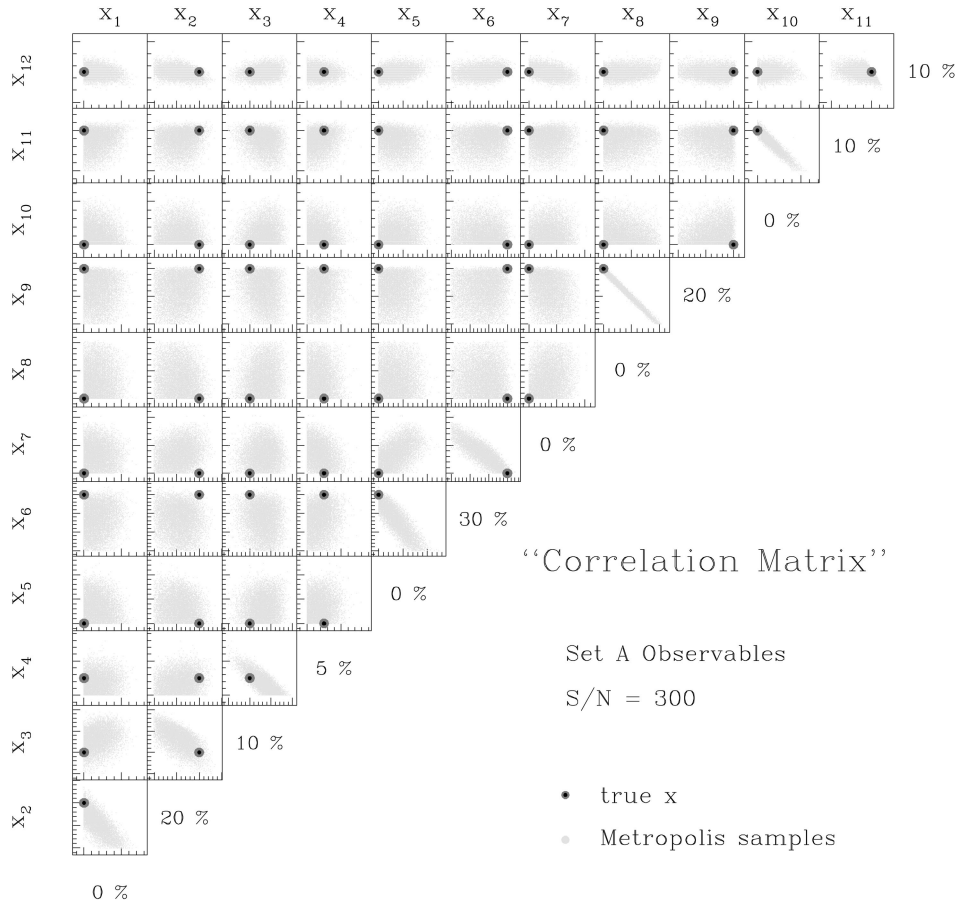 X1 X2 X3 X4 X5 X6 X7 X8 X9 X10 X11
X12 10 %
X11 10 %
X10 0 %
X9 20 %
X8 0 %
X7 0 %
X6 30 %
X5 0 %
X4 5 %
X3 10 %
X2 20 %
0 %
“Correlation Matrix”
Set A Observables
S/N = 300
true x
Metropolis samples